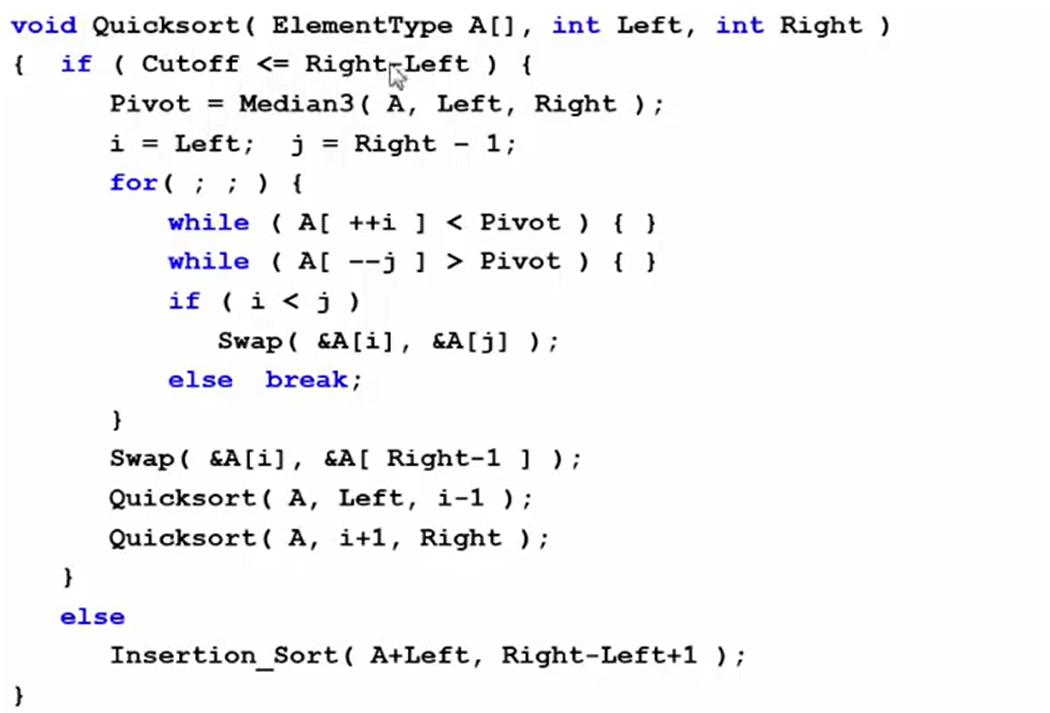 void Quicksort( ElementType A[], int Left, int Right )
{  if ( Cutoff <= Right-Left ) {
      Pivot = Median3( A, Left, Right );
      i = Left;  j = Right - 1;
      for( ; ; ) {
         while ( A[ ++i ] < Pivot ) { }
         while ( A[ --j ] > Pivot ) { }
         if ( i < j )
            Swap( &A[i], &A[j] );
         else  break;
      }
      Swap( &A[i], &A[ Right-1 ] );
      Quicksort( A, Left, i-1 );
      Quicksort( A, i+1, Right );
   }
   else
      Insertion_Sort( A+Left, Right-Left+1 );
}